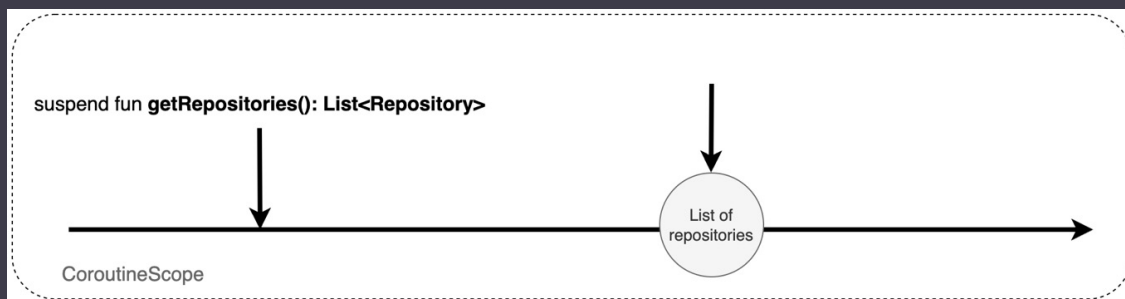 suspend fun getRepositories(): List<Repository>
List of
repositories
CoroutineScope